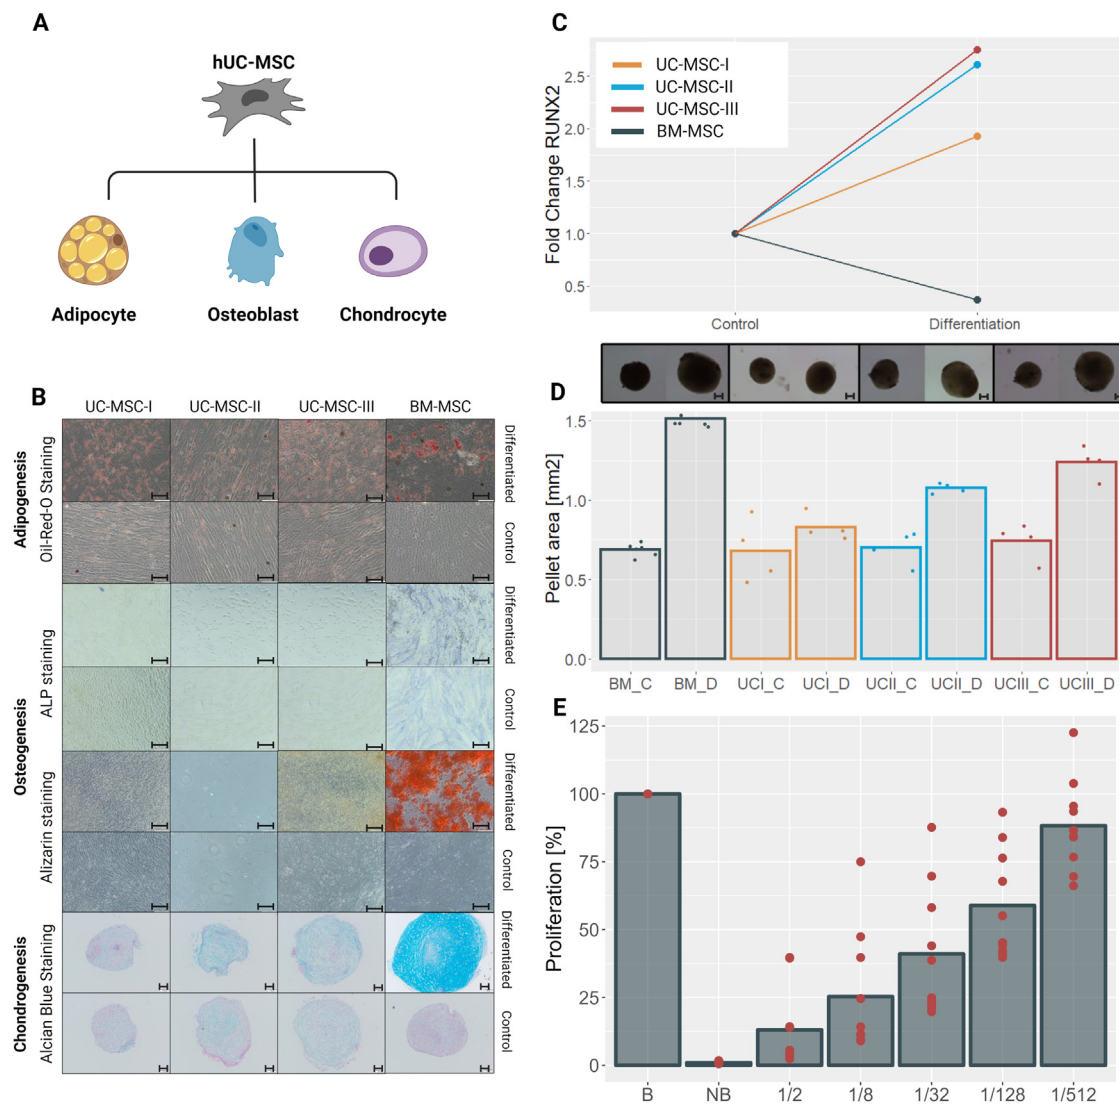 A
hUC-MSC
Adipocyte
Osteoblast
Chondrocyte
B
UC-MSC-I
UC-MSC-II
UC-MSC-III
BM-MSC
Adipogenesis
Oil-Red-O Staining
Differentiated
Control
Osteogenesis
ALP staining
Differentiated
Control
Alizarin staining
Differentiated
Control
Chondrogenesis
Alcian Blue Staining
Differentiated
Control
C
Fold Change RUNX2
2.5
2.0
1.5
1.0
0.5
UC-MSC-I
UC-MSC-II
UC-MSC-III
BM-MSC
Control
Differentiation
D
Pellet area [mm2]
1.5
1.0
0.5
0.0
BM_C
BM_D
UCI_C
UCI_D
UCII_C
UCII_D
UCIII_C
UCIII_D
E
Proliferation [%]
125
100
75
50
25
0
B
NB
1/2
1/8
1/32
1/128
1/512